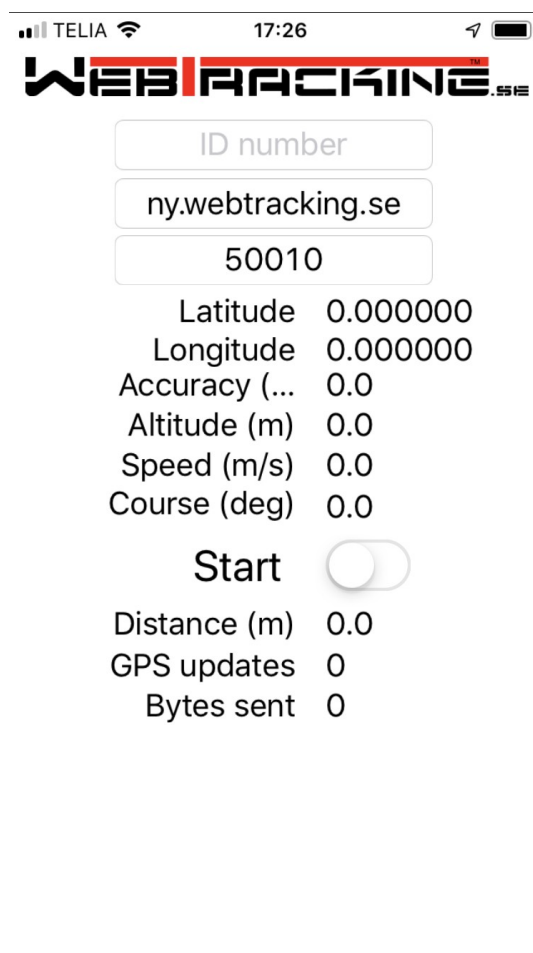 TELIA 17:26
WEBTRACKING.SE TM
ID number
ny.webtracking.se
50010
Latitude 0.000000
Longitude 0.000000
Accuracy (... 0.0
Altitude (m) 0.0
Speed (m/s) 0.0
Course (deg) 0.0
Start
Distance (m) 0.0
GPS updates 0
Bytes sent 0